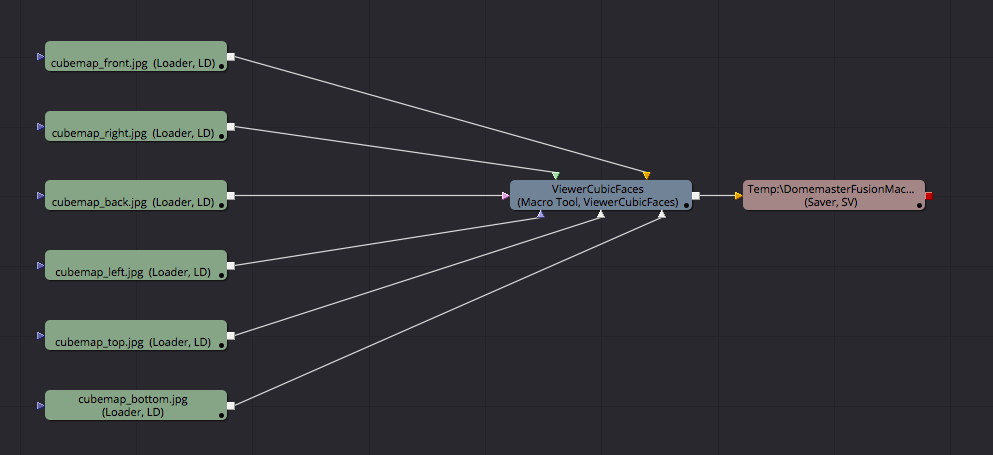 cubemap_front.jpg (Loader, LD)
cubemap_right.jpg (Loader, LD)
cubemap_back.jpg (Loader, LD)
cubemap_left.jpg (Loader, LD)
cubemap_top.jpg (Loader, LD)
cubemap_bottom.jpg
(Loader, LD)
ViewerCubicFaces
(Macro Tool, ViewerCubicFaces)
Temp:\DomemasterFusionMac...
(Saver, SV)